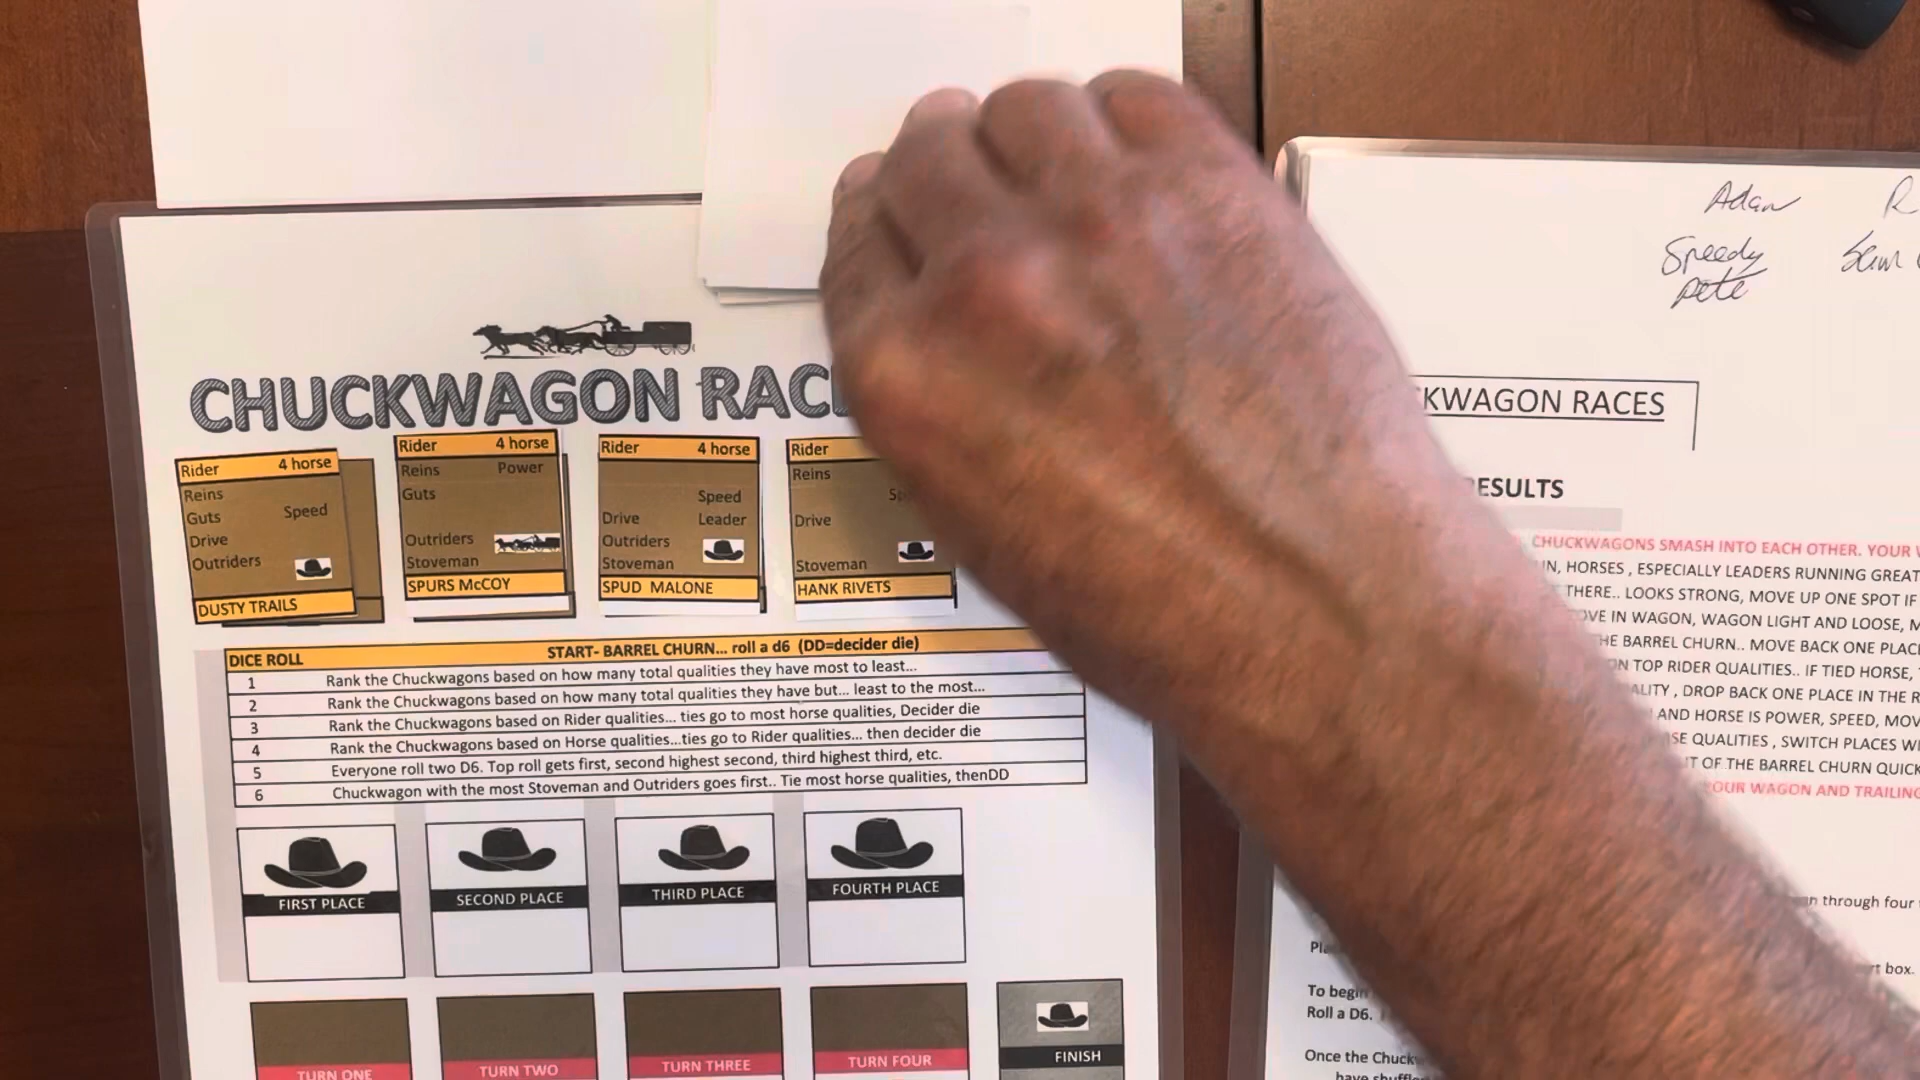 Adan
Speedy
Pete
CHUCKWAGON RAC
KWAGON RACES
ESULTS
Rider 4 horse
Reins
Guts Speed
Drive
Outriders
DUSTY TRAILS
Rider 4 horse
Reins Power
Guts
Outriders
Stoveman
SPURS McCOY
Rider 4 horse
Speed
Drive Leader
Outriders
Stoveman
SPUD MALONE
Rider
Reins
Sp
Drive
Stoveman
HANK RIVETS
DICE ROLL START- BARREL CHURN... roll a d6 (DD=decider die)
1 Rank the Chuckwagons based on how many total qualities they have most to least...
2 Rank the Chuckwagons based on how many total qualities they have but... least to the most...
3 Rank the Chuckwagons based on Rider qualities... ties go to most horse qualities, Decider die
4 Rank the Chuckwagons based on Horse qualities...ties go to Rider qualities... then decider die
5 Everyone roll two D6. Top roll gets first, second highest second, third highest third, etc.
6 Chuckwagon with the most Stoveman and Outriders goes first.. Tie most horse qualities, thenDD
FIRST PLACE
SECOND PLACE
THIRD PLACE
FOURTH PLACE
TURN ONE
TURN TWO
TURN THREE
TURN FOUR
FINISH
CHUCKWAGONS SMASH INTO EACH OTHER. YOUR
N, HORSES , ESPECIALLY LEADERS RUNNING GREAT
THERE.. LOOKS STRONG, MOVE UP ONE SPOT IF
OVE IN WAGON, WAGON LIGHT AND LOOSE, M
HE BARREL CHURN.. MOVE BACK ONE PLAC
ON TOP RIDER QUALITIES.. IF TIED HORSE,
ALITY , DROP BACK ONE PLACE IN THE R
AND HORSE IS POWER, SPEED, MOV
SE QUALITIES , SWITCH PLACES W
T OF THE BARREL CHURN QUICK
OUR WAGON AND TRAILING
n through four
Pla
rt box.
To begin
Roll a D6.
Once the Chuckw
have shuffle